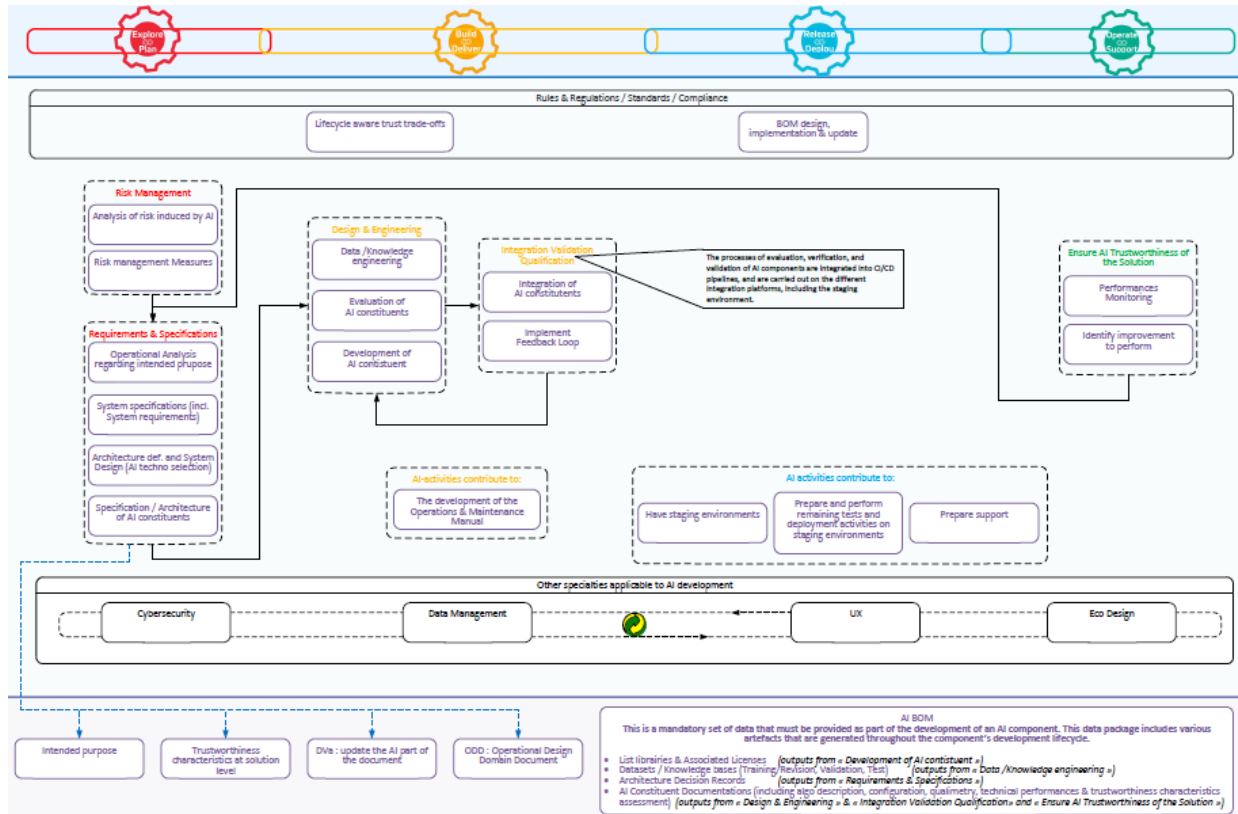 Explore
Plan
Build
Deliver
Release
Deploy
Operate
Support
Rules & Regulations / Standards / Compliance
Lifecycle aware trust trade-offs
BOM design,
implementation & update
Risk Management
Analysis of risk induced by AI
Risk management Measures
Requirements & Specifications
Operational Analysis
regarding intended prupose
System specifications (incl.
System requirements)
Architecture def. and System
Design (AI techno selection)
Specification / Architecture
of AI constituents
Design & Engineering
Data /Knowledge
engineering
Evaluation of
AI constituents
Development of
AI contistuent
Integration Validation
Qualification
Integration of
AI constitutents
Implement
Feedback Loop
The processes of evaluation, verification, and
validation of AI components are integrated into CI/CD
pipelines, and are carried out on the different
integration platforms, including the staging
environment.
Ensure AI Trustworthiness of
the Solution
Performances
Monitoring
Identify improvement
to perform
AI-activities contribute to:
The development of the
Operations & Maintenance
Manual
AI activities contribute to:
Have staging environments
Prepare and perform
remaining tests and
deployment activities on
staging environments
Prepare support
Other specialties applicable to AI development
Cybersecurity
Data Management
UX
Eco Design
Intended purpose
Trustworthiness
characteristics at solution
level
DVa : update the AI part of
the document
ODD : Operational Design
Domain Document
AI BOM
This is a mandatory set of data that must be provided as part of the development of an AI component. This data package includes various
artefacts that are generated throughout the component's development lifecycle.
• List librairies & Associated Licenses (outputs from « Development of AI contistuent »)
• Datasets / Knowledge bases (Training/Revision, Validation, Test) (outputs from « Data /Knowledge engineering »)
• Architecture Decision Records (outputs from « Requirements & Specifications »)
• AI Constituent Documentations (including algo description, configuration, qualimetry, technical performances & trustworthiness characteristics
assessment) (outputs from « Design & Engineering » & « Integration Validation Qualification» and « Ensure AI Trustworthiness of the Solution »)